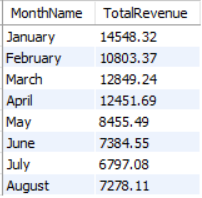 MonthName TotalRevenue
January 14548.32
February 10803.37
March 12849.24
April 12451.69
May 8455.49
June 7384.55
July 6797.08
August 7278.11